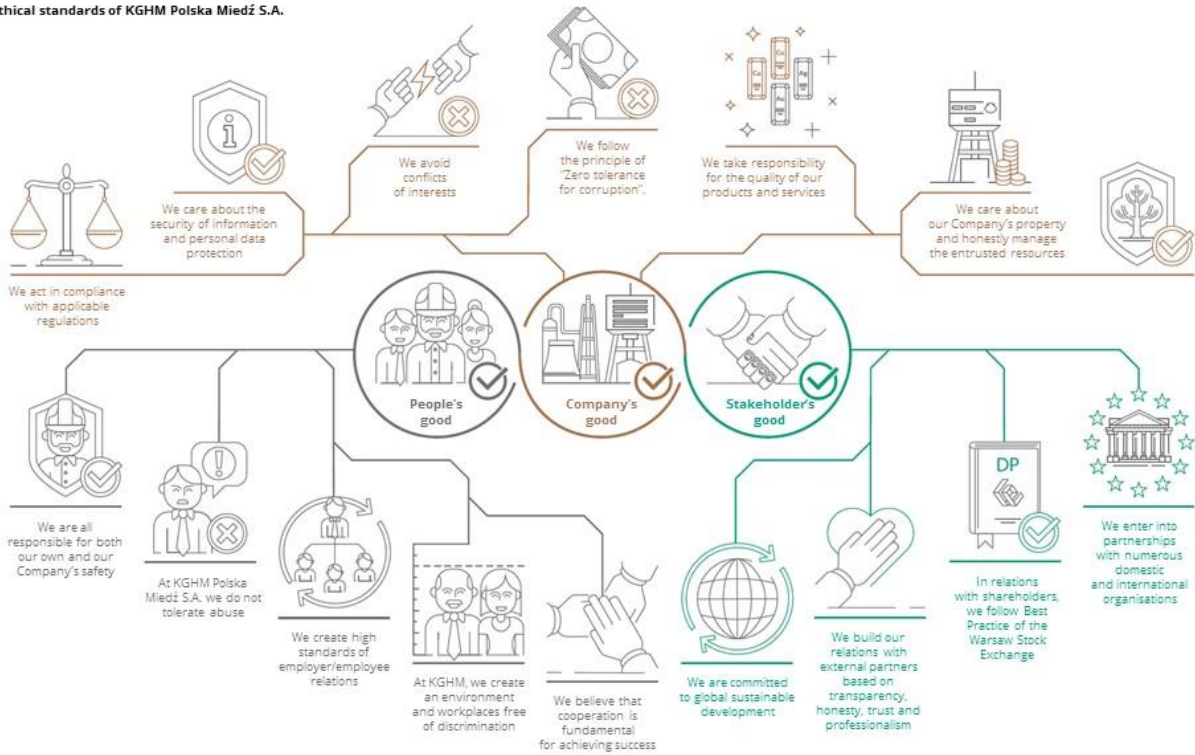 thical standards of KGHM Polska Miedź S.A.
We act in compliance
with applicable
regulations
We care about the
security of information
and personal data
protection
We avoid
conflicts
of interests
We follow
the principle of
“Zero tolerance
for corruption”.
Cu
Cu
Ag
Au
We take responsibility
for the quality of our
products and services
We care about
our Company’s property
and honestly manage
the entrusted resources
People’s
good
Company’s
good
Stakeholder’s
good
We are all
responsible for both
our own and our
Company’s safety
At KGHM Polska
Miedź S.A. we do not
tolerate abuse
We create high
standards of
employer/employee
relations
At KGHM, we create
an environment
and workplaces free
of discrimination
We believe that
cooperation is
fundamental
for achieving success
We are committed
to global sustainable
development
We build our
relations with
external partners
based on
transparency,
honesty, trust and
professionalism
DP
In relations
with shareholders,
we follow Best
Practice of the
Warsaw Stock
Exchange
We enter into
partnerships
with numerous
domestic
and international
organisations